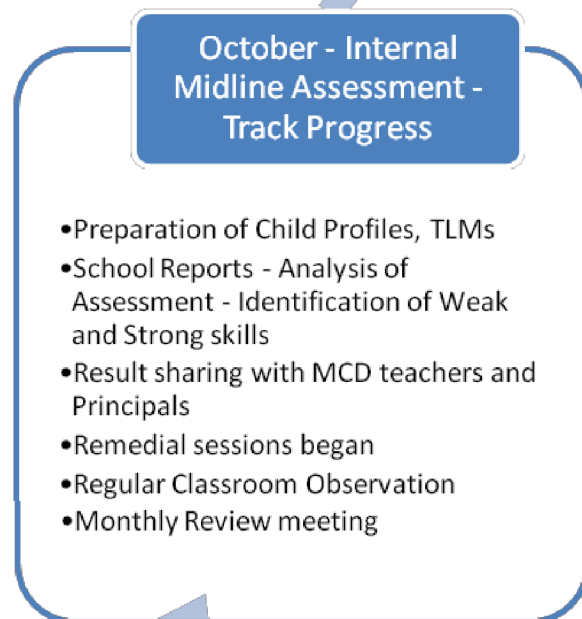 October - Internal
Midline Assessment -
Track Progress
•Preparation of Child Profiles, TLMs
•School Reports - Analysis of
Assessment - Identification of Weak
and Strong skills
•Result sharing with MCD teachers and
Principals
•Remedial sessions began
•Regular Classroom Observation
•Monthly Review meeting